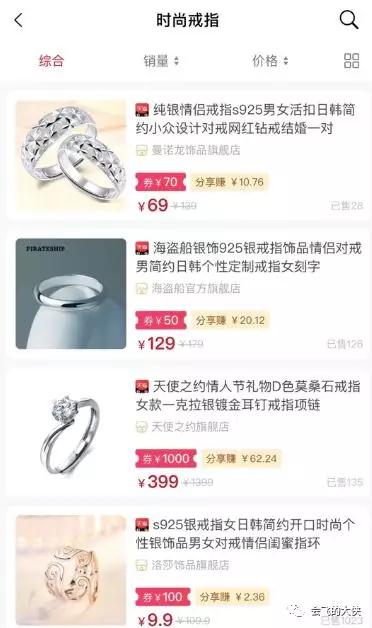 时尚戒指
综合 销量 价格
天猫 纯银情侣戒指s925男女活扣日韩简
约小众设计对戒网红钻戒结婚一对
曼诺龙饰品旗舰店
券 ¥70 分享赚 ¥10.76
¥69 ¥139 已售28
PIRATESHIP
天猫 海盗船银饰925银戒指饰品情侣对戒
男简约日韩个性定制戒指女刻字
海盗船官方旗舰店
券 ¥50 分享赚 ¥20.12
¥129 ¥179 已售126
天猫 天使之约情人节礼物D色莫桑石戒指
女款一克拉银镀金耳钉戒指项链
天使之约旗舰店
券 ¥1000 分享赚 ¥62.24
¥399 ¥1399 已售135
天猫 s925银戒指女日韩简约开口时尚个
性银饰品男女对戒情侣闺蜜指环
洛莎饰品旗舰店
券 ¥100 分享赚 ¥2.36
¥9.9 ¥109.9 已售1023
会飞的大侠